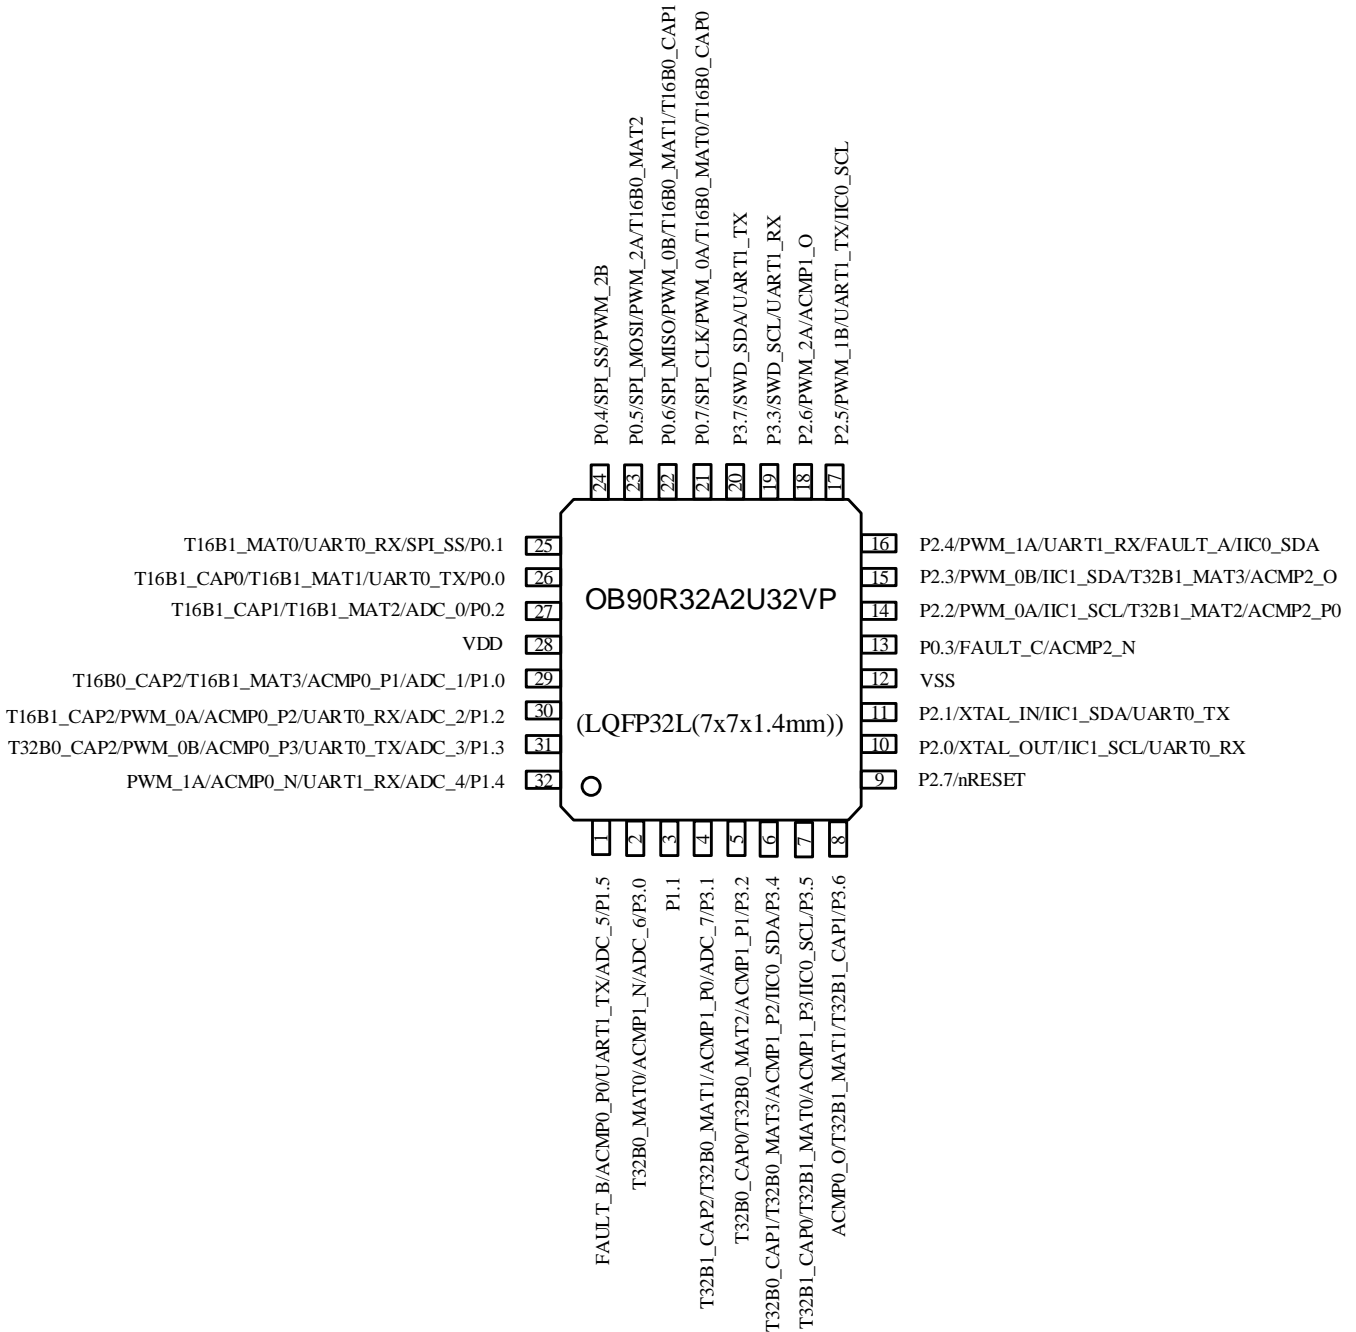 P0.4/SPI_SS/PWM_2B
P0.5/SPI_MOSI/PWM_2A/T16B0_MAT2
P0.6/SPI_MISO/PWM_0B/T16B0_MAT1/T16B0_CAP1
P0.7/SPI_CLK/PWM_0A/T16B0_MAT0/T16B0_CAP0
P3.7/SWD_SDA/UART1_TX
P3.3/SWD_SCL/UART1_RX
P2.6/PWM_2A/ACMP1_O
P2.5/PWM_1B/UART1_TX/IIC0_SCL
24
23
22
21
20
19
18
17
T16B1_MAT0/UART0_RX/SPI_SS/P0.1 25
T16B1_CAP0/T16B1_MAT1/UART0_TX/P0.0 26
T16B1_CAP1/T16B1_MAT2/ADC_0/P0.2 27
VDD 28
T16B0_CAP2/T16B1_MAT3/ACMP0_P1/ADC_1/P1.0 29
T16B1_CAP2/PWM_0A/ACMP0_P2/UART0_RX/ADC_2/P1.2 30
T32B0_CAP2/PWM_0B/ACMP0_P3/UART0_TX/ADC_3/P1.3 31
PWM_1A/ACMP0_N/UART1_RX/ADC_4/P1.4 32
OB90R32A2U32VP
(LQFP32L(7x7x1.4mm))
16 P2.4/PWM_1A/UART1_RX/FAULT_A/IIC0_SDA
15 P2.3/PWM_0B/IIC1_SDA/T32B1_MAT3/ACMP2_O
14 P2.2/PWM_0A/IIC1_SCL/T32B1_MAT2/ACMP2_P0
13 P0.3/FAULT_C/ACMP2_N
12 VSS
11 P2.1/XTAL_IN/IIC1_SDA/UART0_TX
10 P2.0/XTAL_OUT/IIC1_SCL/UART0_RX
9 P2.7/nRESET
1
2
3
4
5
6
7
8
FAULT_B/ACMP0_P0/UART1_TX/ADC_5/P1.5
T32B0_MAT0/ACMP1_N/ADC_6/P3.0
P1.1
T32B1_CAP2/T32B0_MAT1/ACMP1_P0/ADC_7/P3.1
T32B0_CAP0/T32B0_MAT2/ACMP1_P1/P3.2
T32B0_CAP1/T32B0_MAT3/ACMP1_P2/IIC0_SDA/P3.4
T32B1_CAP0/T32B1_MAT0/ACMP1_P3/IIC0_SCL/P3.5
ACMP0_O/T32B1_MAT1/T32B1_CAP1/P3.6